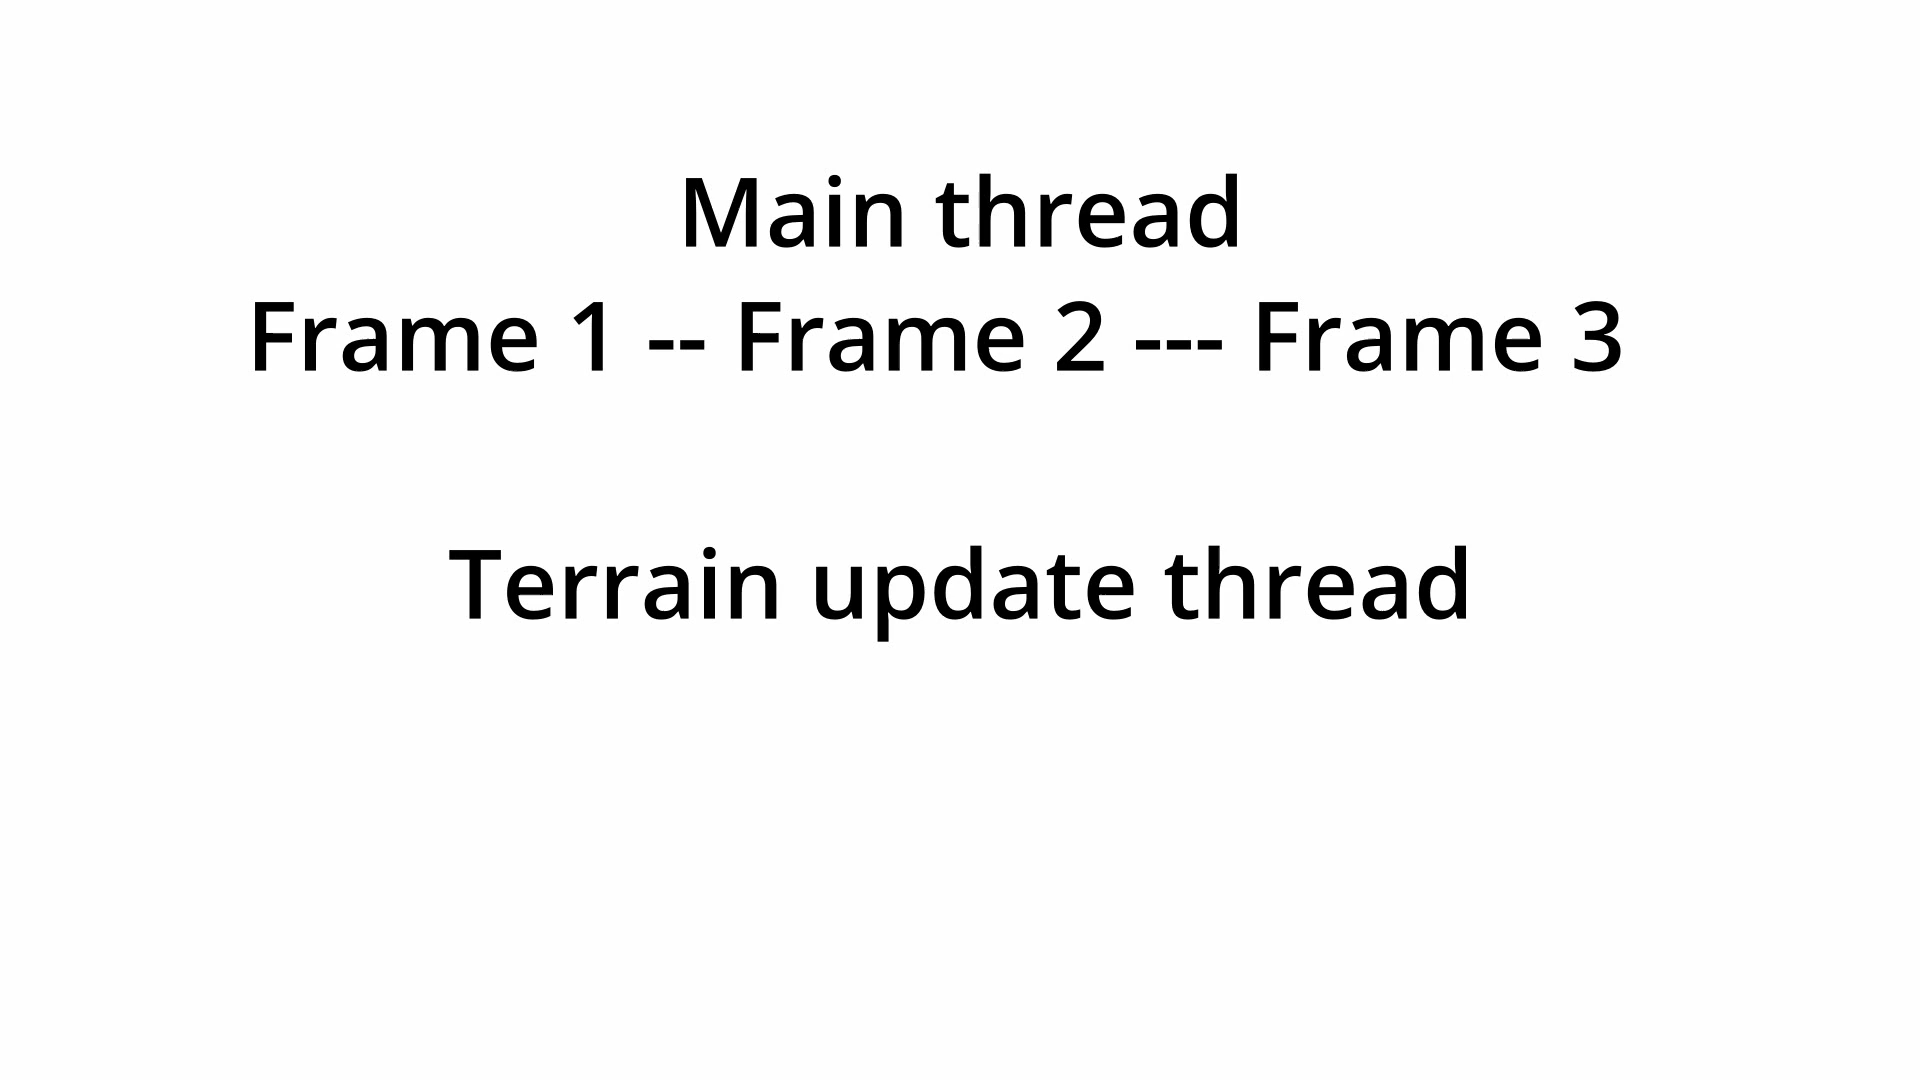 Main thread
Frame 1 -- Frame 2 --- Frame 3
Terrain update thread